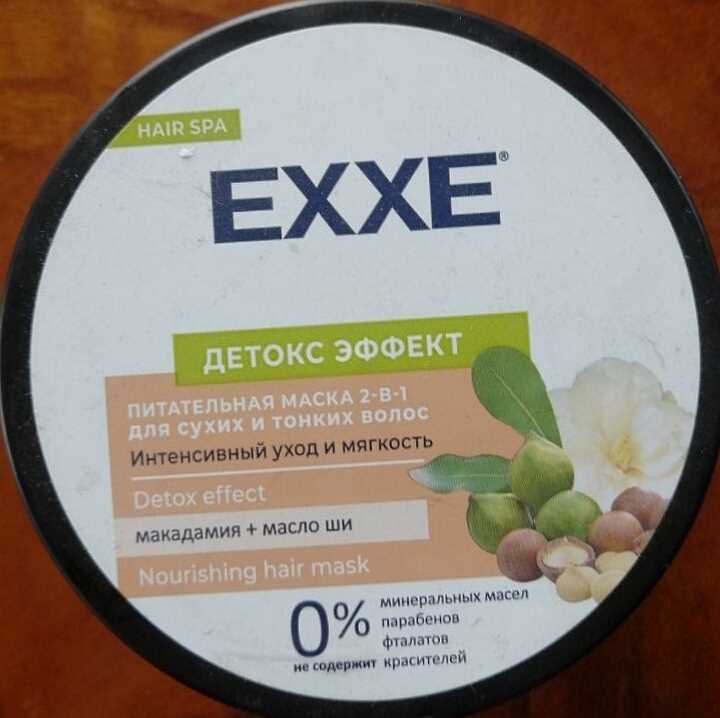 HAIR SPA
EXXE®
ДЕТОКС ЭФФЕКТ
ПИТАТЕЛЬНАЯ МАСКА 2-В-1
для сухих и тонких волос
Интенсивный уход и мягкость
Detox effect
макадамия + масло ши
Nourishing hair mask
0%
не содержит
минеральных масел
парабенов
фталатов
красителей